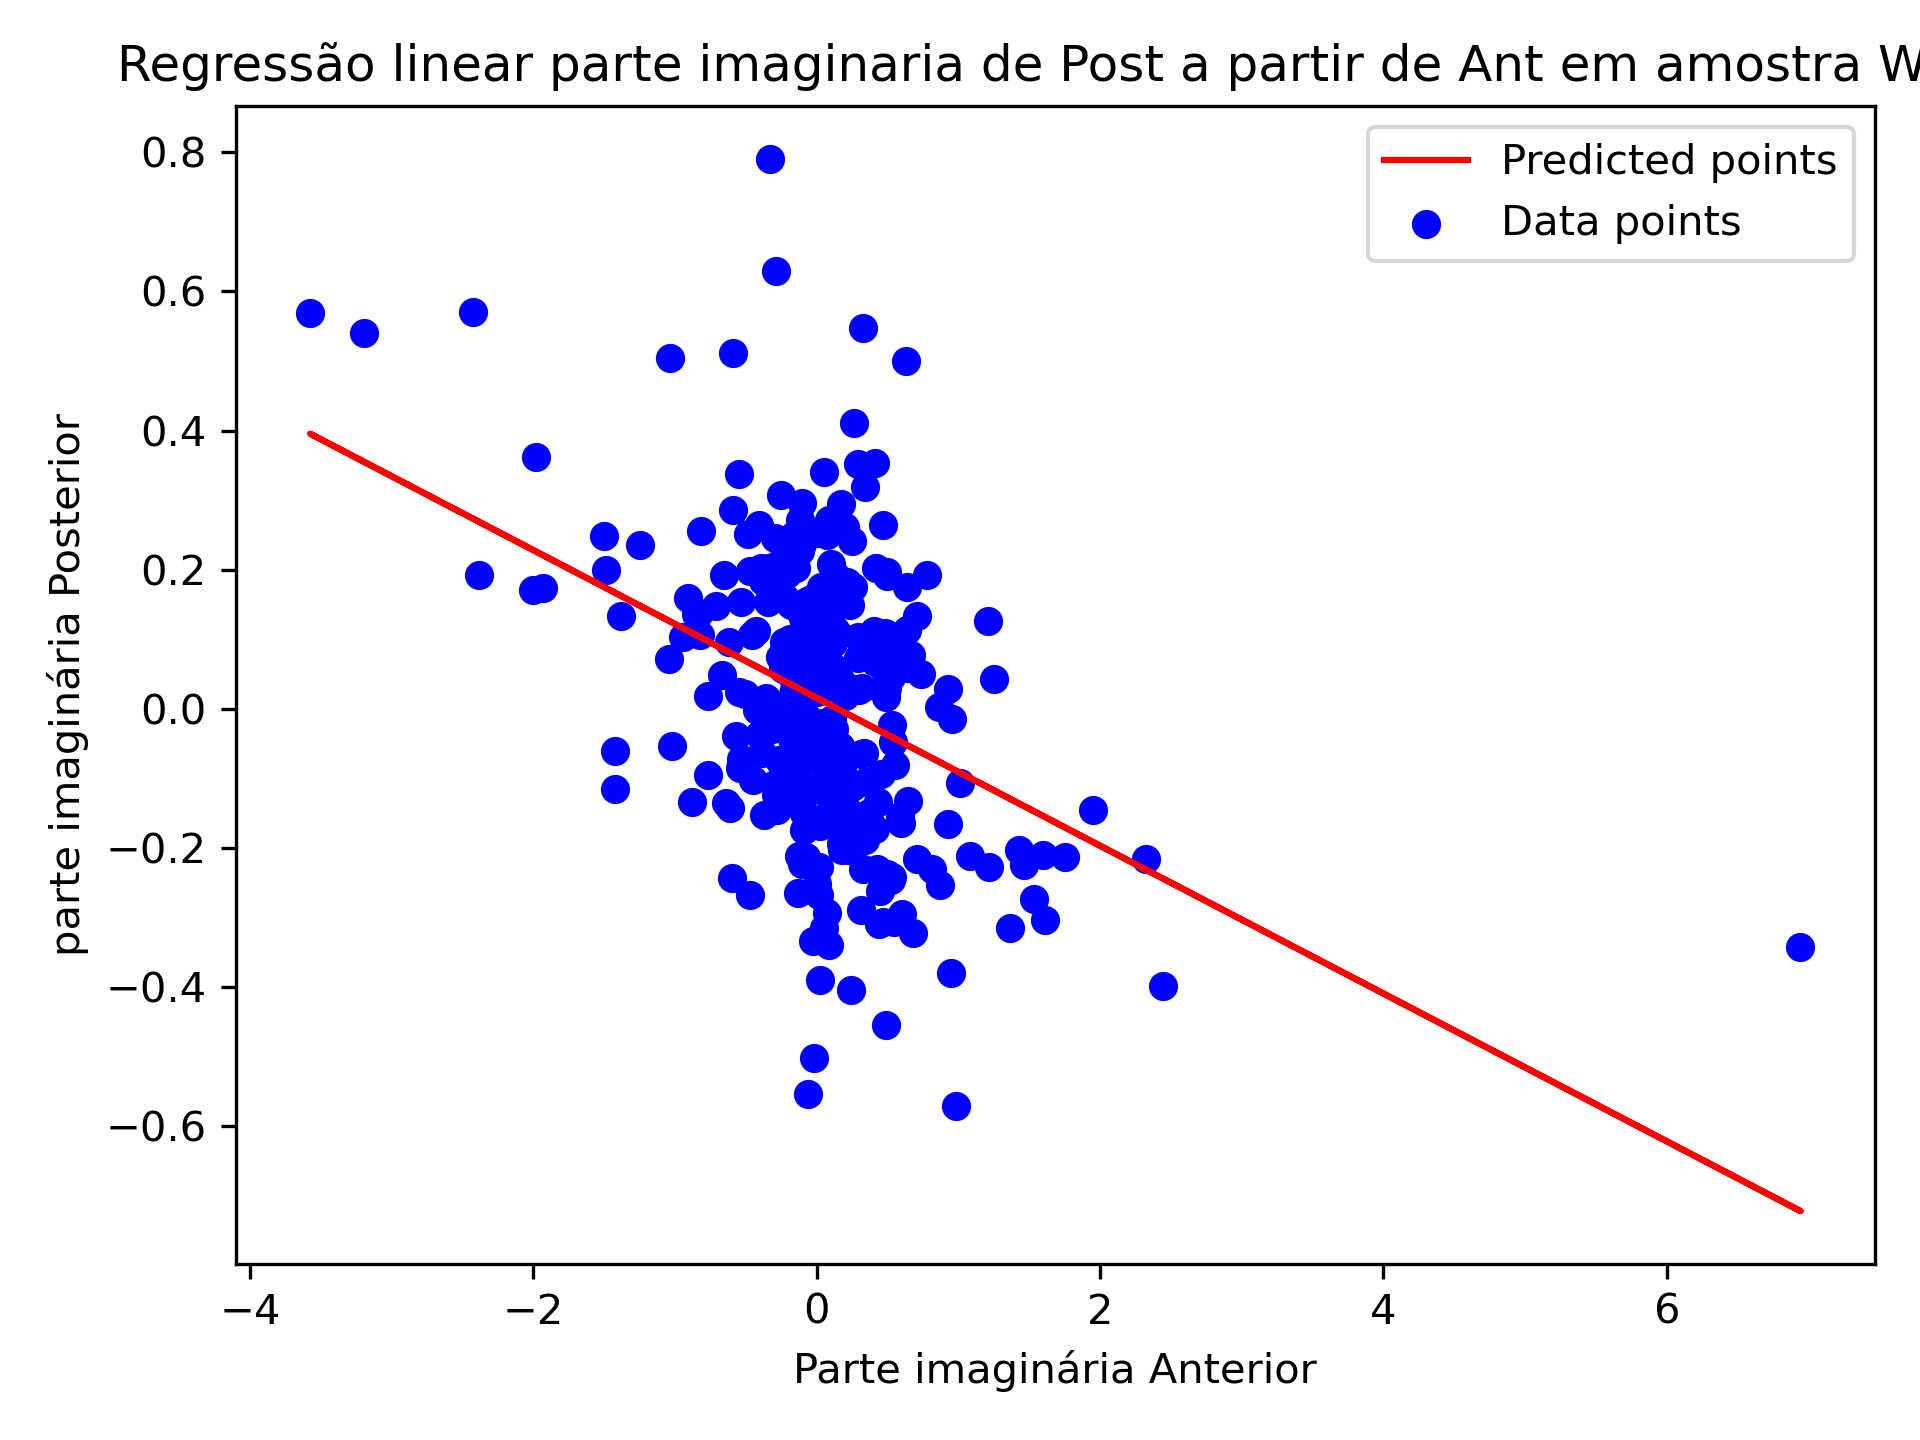 Regressão linear parte imaginaria de Post a partir de Ant em amostra
Predicted points
Data points
0.8
0.6
0.4
0.2
0.0
−0.2
−0.4
−0.6
parte imaginária Posterior
−4
−2
0
2
4
6
Parte imaginária Anterior